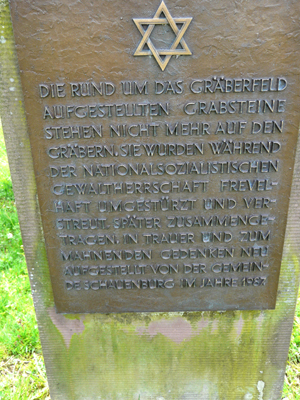 DIE RUND UM DAS GRÄBERFELD
AUFGESTELLTEN GRABSTEINE
STEHEN NICHT MEHR AUF DEN
GRÄBERN. SIE WURDEN WÄHREND
DER NATIONALSOZIALISTISCHEN
GEWALTHERRSCHAFT FREVEL-
HAFT UMGESTÜRZT UND VER-
STREUT. SPÄTER ZUSAMMENGE-
TRAGEN. IN TRAUER UND ZUM
MAHNENDEN GEDENKEN NEU
AUFGESTELLT VON DER GEMEIN-
DE SCHAUENBURG IM JAHRE 1983